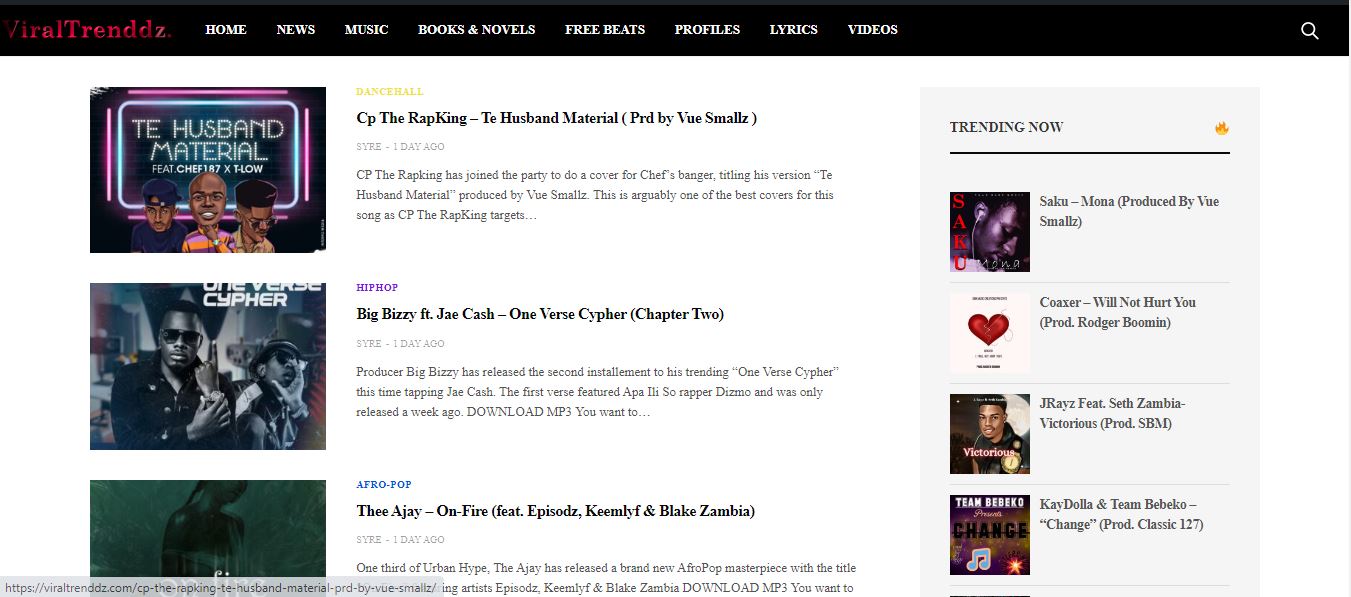 ViralTrenddz.
HOME NEWS MUSIC BOOKS & NOVELS FREE BEATS PROFILES LYRICS VIDEOS
TE HUSBAND
MATERIAL
FEAT.CHEF187 X T-LOW
DANCEHALL
Cp The RapKing – Te Husband Material ( Prd by Vue Smallz )
SYRE - 1 DAY AGO
CP The Rapking has joined the party to do a cover for Chef’s banger, titling his version “Te
Husband Material” produced by Vue Smallz. This is arguably one of the best covers for this
song as CP The RapKing targets…
ONE VERSE
CYPHER
HIPHOP
Big Bizzy ft. Jae Cash – One Verse Cypher (Chapter Two)
SYRE - 1 DAY AGO
Producer Big Bizzy has released the second installement to his trending “One Verse Cypher”
this time tapping Jae Cash. The first verse featured Apa Ili So rapper Dizmo and was only
released a week ago. DOWNLOAD MP3 You want to…
On fire
AFRO-POP
Thee Ajay – On-Fire (feat. Episodz, Keemlyf & Blake Zambia)
SYRE - 1 DAY AGO
One third of Urban Hype, The Ajay has released a brand new AfroPop masterpiece with the title
ing artists Episodz, Keemlyf & Blake Zambia DOWNLOAD MP3 You want to
https://viraltrenddz.com/cp-the-rapking-te-husband-material-prd-by-vue-smallz/
TRENDING NOW
SAKU
Mona
Saku – Mona (Produced By Vue
Smallz)
Coaxer – Will Not Hurt You
(Prod. Rodger Boomin)
Victorious
JRayz Feat. Seth Zambia-
Victorious (Prod. SBM)
TEAM BEBEKO
Presents
CHANGE
KayDolla & Team Bebeko –
“Change” (Prod. Classic 127)